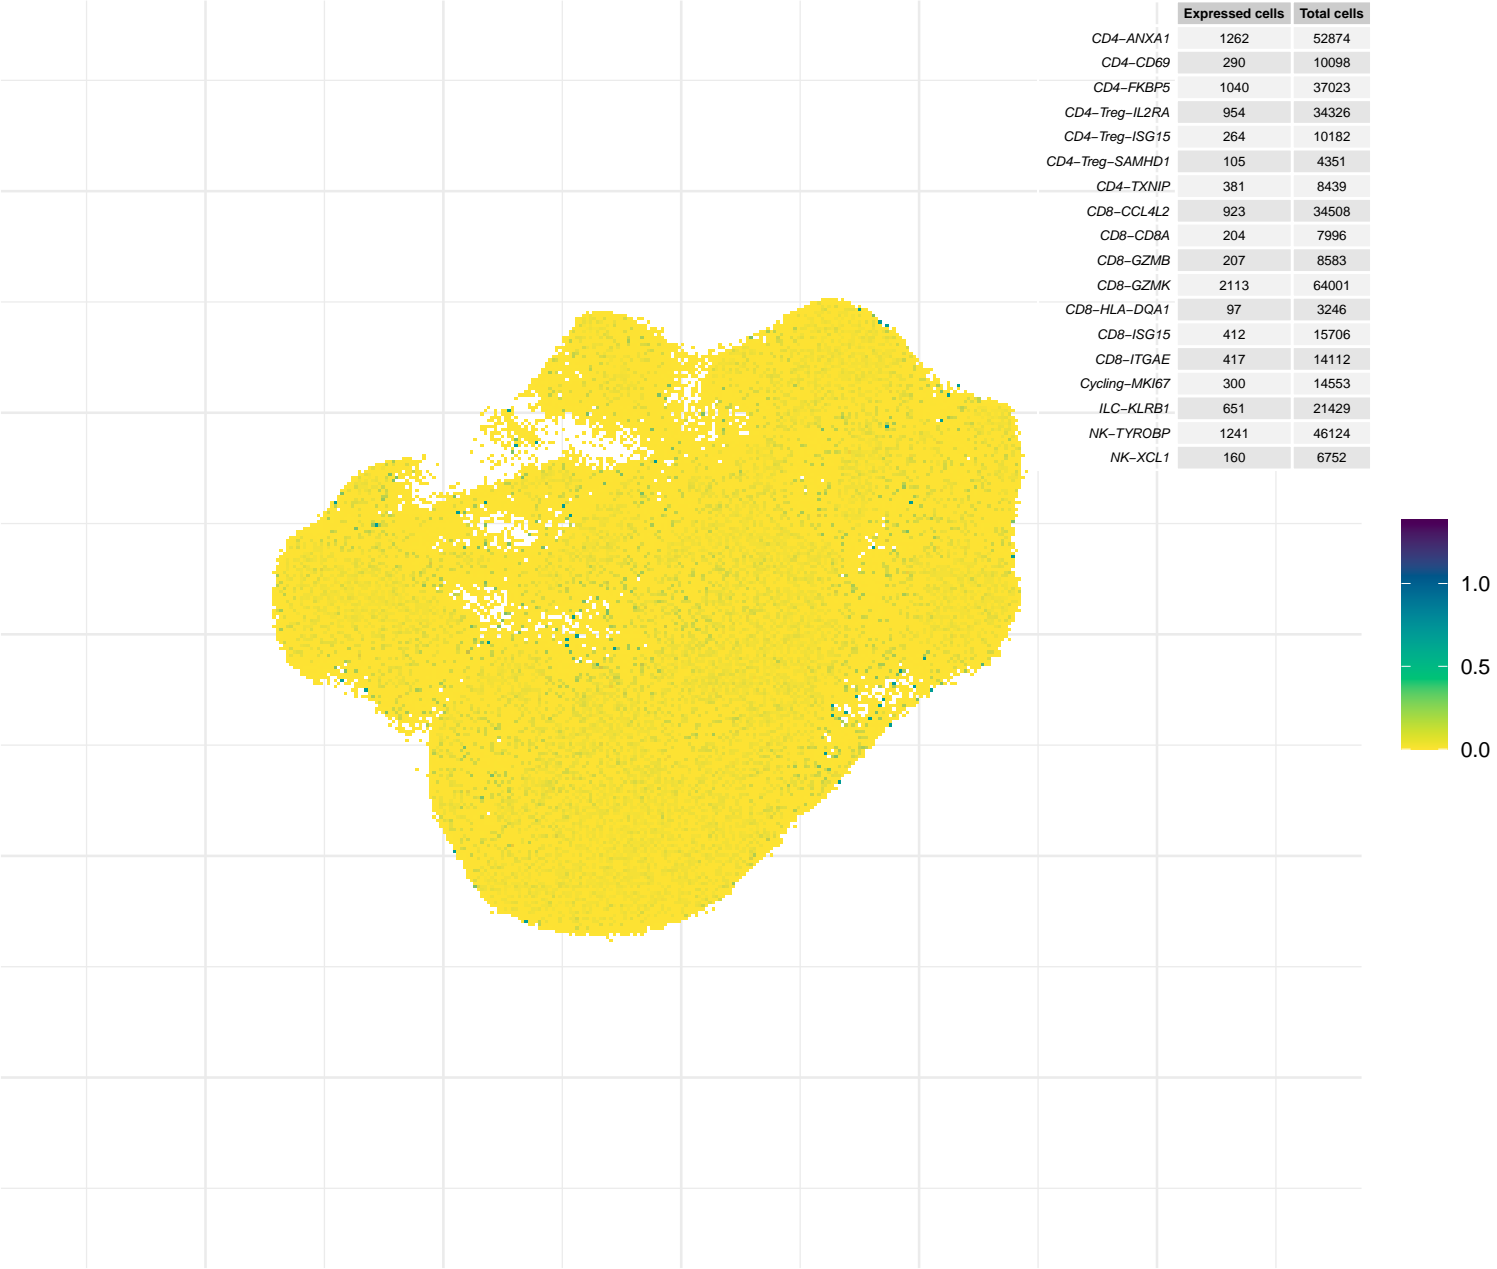 Expressed cells Total cells
CD4−ANXA1 1262 52874
CD4−CD69 290 10098
CD4−FKBP5 1040 37023
CD4−Treg−IL2RA 954 34326
CD4−Treg−ISG15 264 10182
CD4−Treg−SAMHD1 105 4351
CD4−TXNIP 381 8439
CD8−CCL4L2 923 34508
CD8−CD8A 204 7996
CD8−GZMB 207 8583
CD8−GZMK 2113 64001
CD8−HLA−DQA1 97 3246
CD8−ISG15 412 15706
CD8−ITGAE 417 14112
Cycling−MKI67 300 14553
ILC−KLRB1 651 21429
NK−TYROBP 1241 46124
NK−XCL1 160 6752
1.0
0.5
0.0